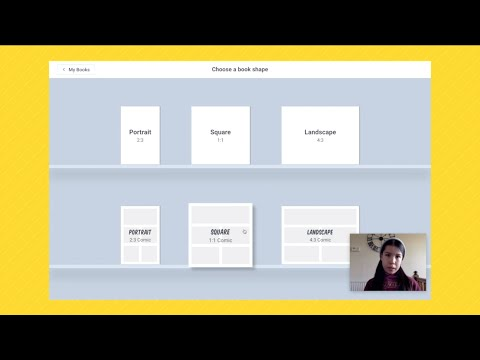 My Books
Choose a book shape
Portrait
2:3
Square
1:1
Landscape
4:3
PORTRAIT
2:3 Comic
SQUARE
1:1 Comic
LANDSCAPE
4:3 Comic